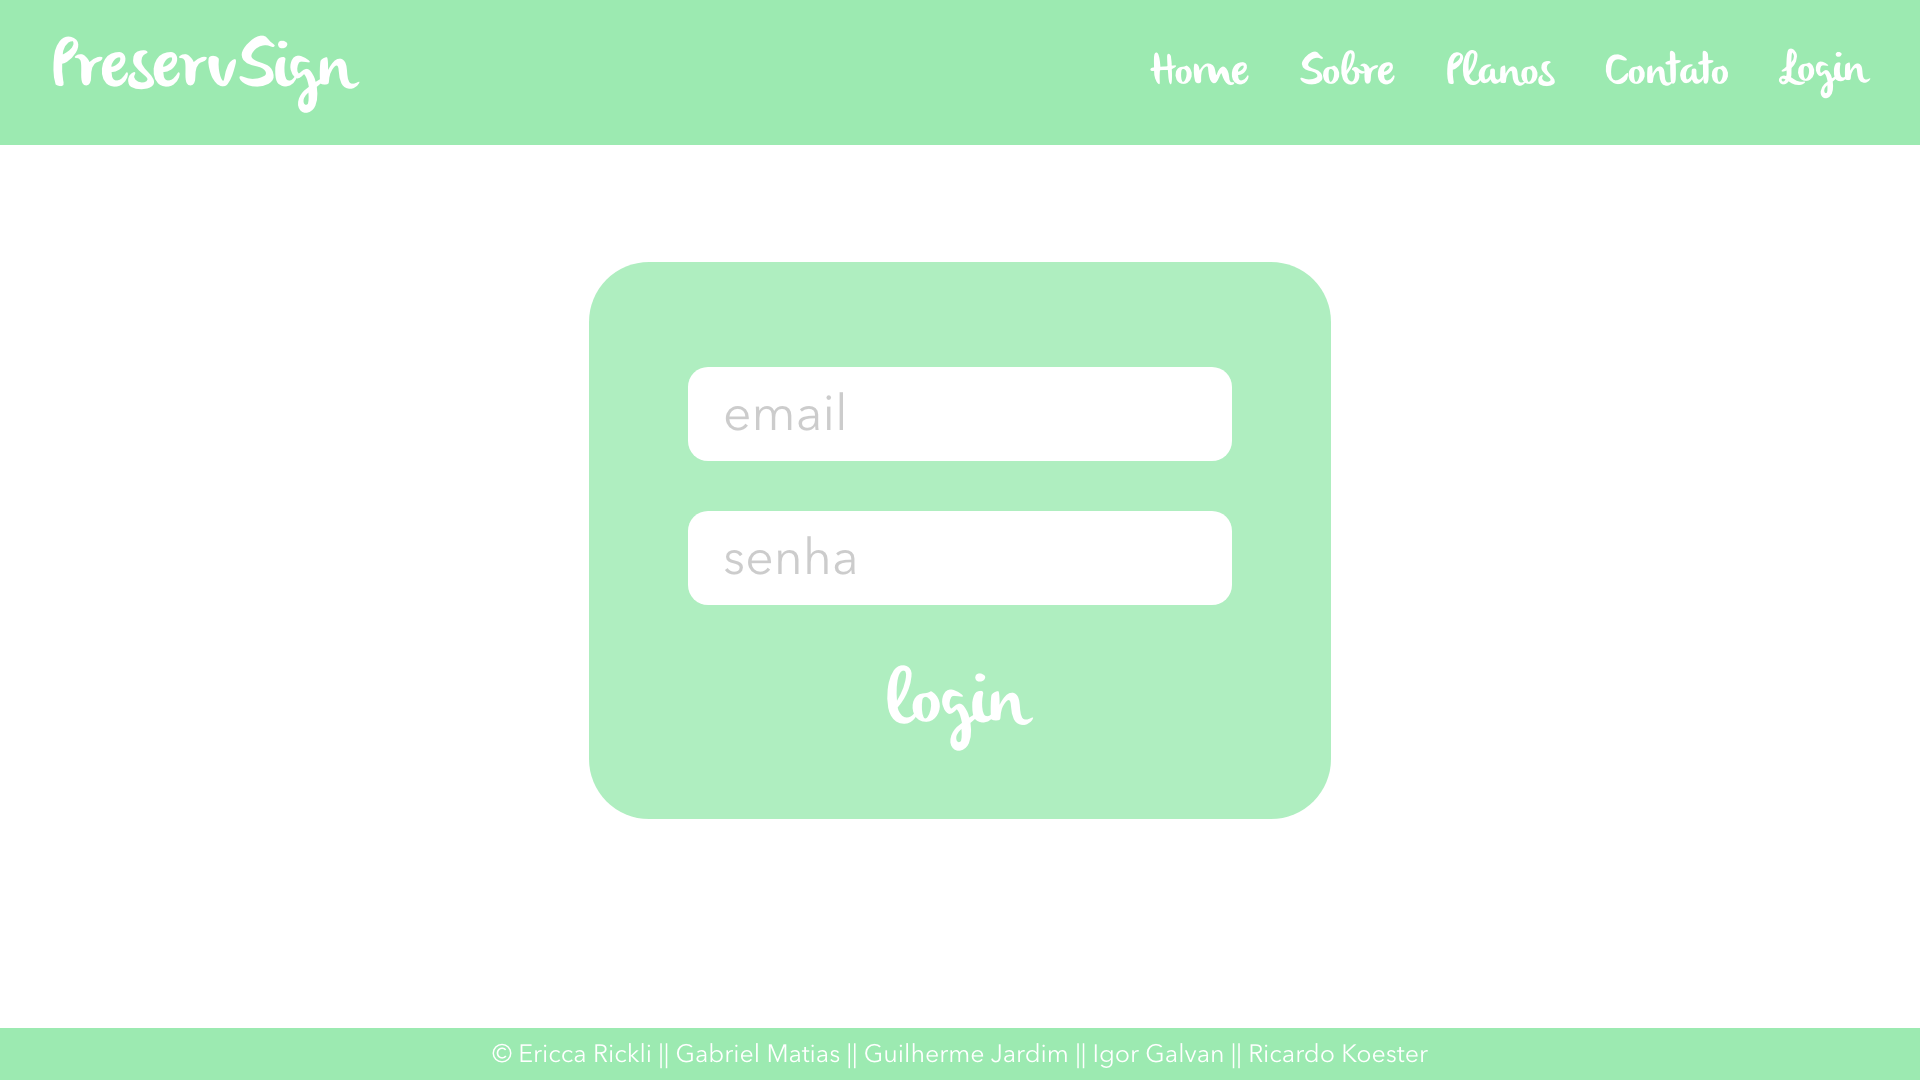 PreservSign
Home Sobre Planos Contato Login
email
senha
login
© Ericca Rickli || Gabriel Matias || Guilherme Jardim || Igor Galvan || Ricardo Koester